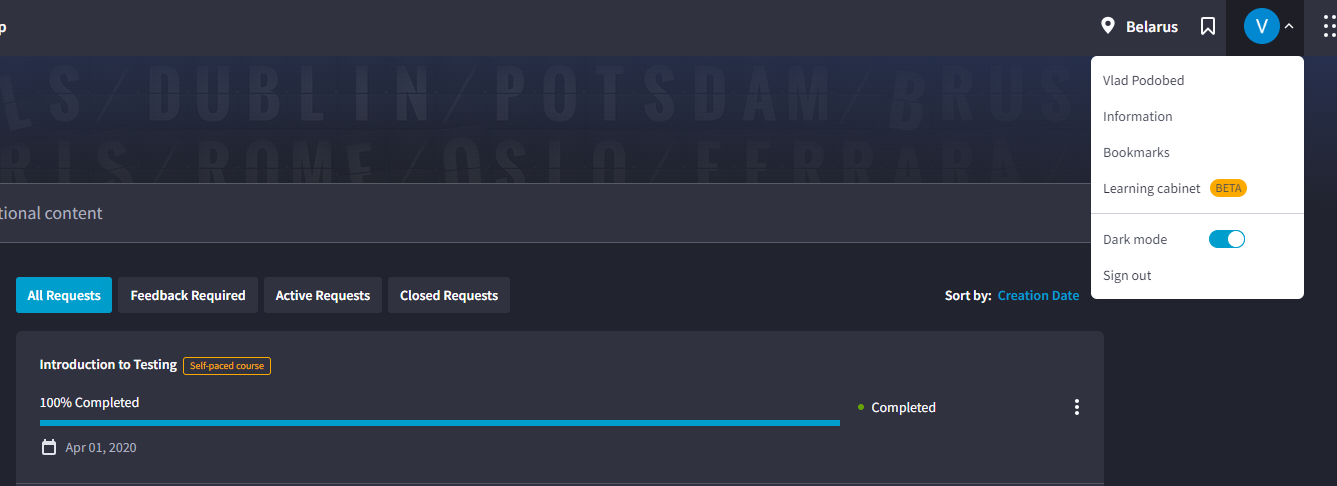 p
Belarus
V
LS / DUBLIN / POTSDAM / BRUS
RIS / ROME / OSLO / FERRARA /
Vlad Podobed
Information
Bookmarks
Learning cabinet BETA
Dark mode
Sign out
tional content
All Requests Feedback Required Active Requests Closed Requests
Sort by: Creation Date
Introduction to Testing Self-paced course
100% Completed
Completed
Apr 01, 2020